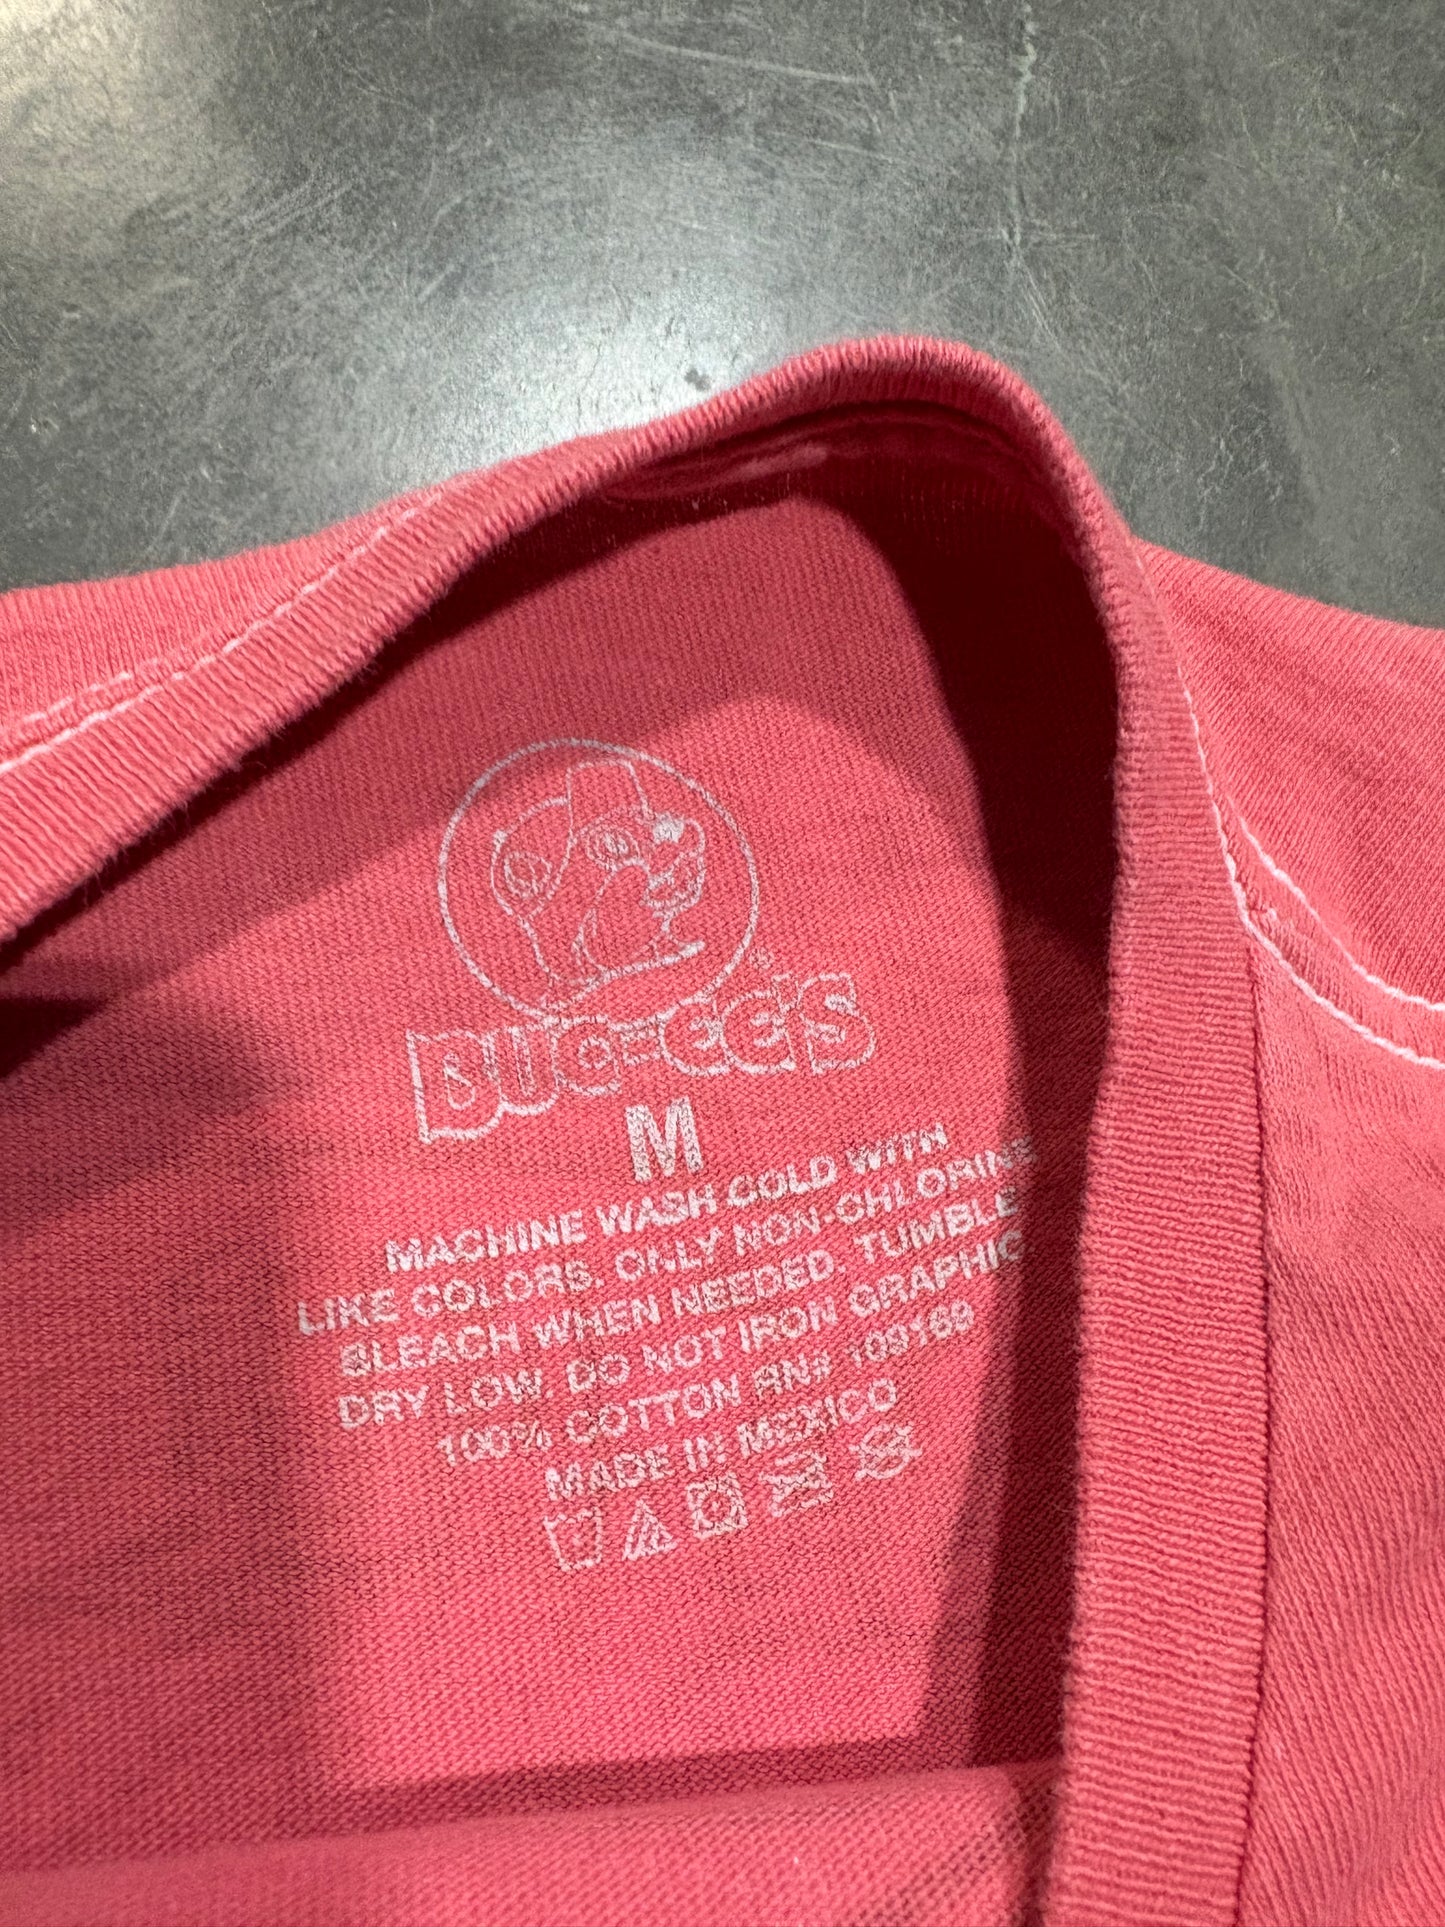 BUC-EE'S®
M
MACHINE WASH COLD WITH
LIKE COLORS, ONLY NON-CHLORINE
BLEACH WHEN NEEDED, TUMBLE
DRY LOW. DO NOT IRON GRAPHIC
100% COTTON RN# 109169
MADE IN MEXICO